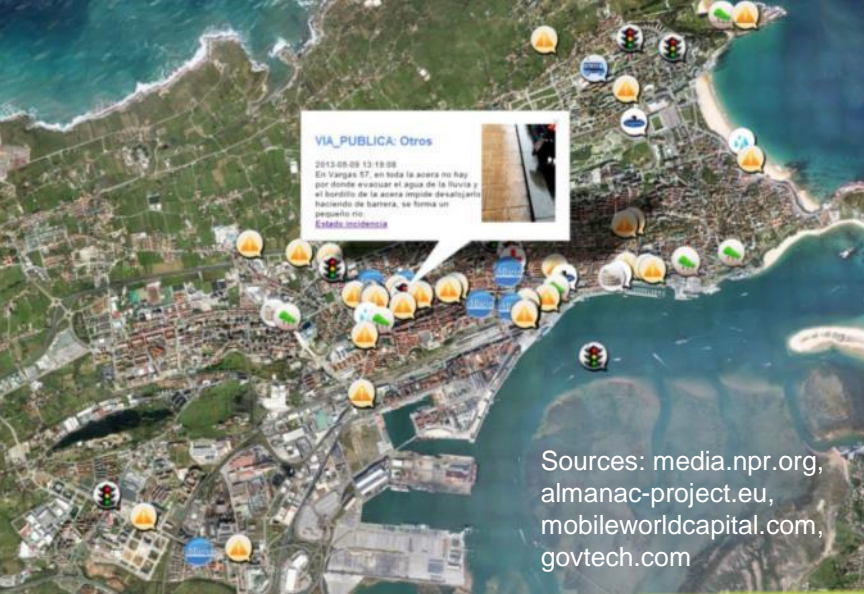 VIA_PUBLICA: Otros
2013-05-09 13:19:08
En Vargas 57, en toda la acera no hay
por donde evacuar el agua de la lluvia y
el bordillo de la acera impide desalojarlo
haciendo de barrera, se forma un
pequeño rio.
Estado incidencia
Sources: media.npr.org,
almanac-project.eu,
mobileworldcapital.com,
govtech.com